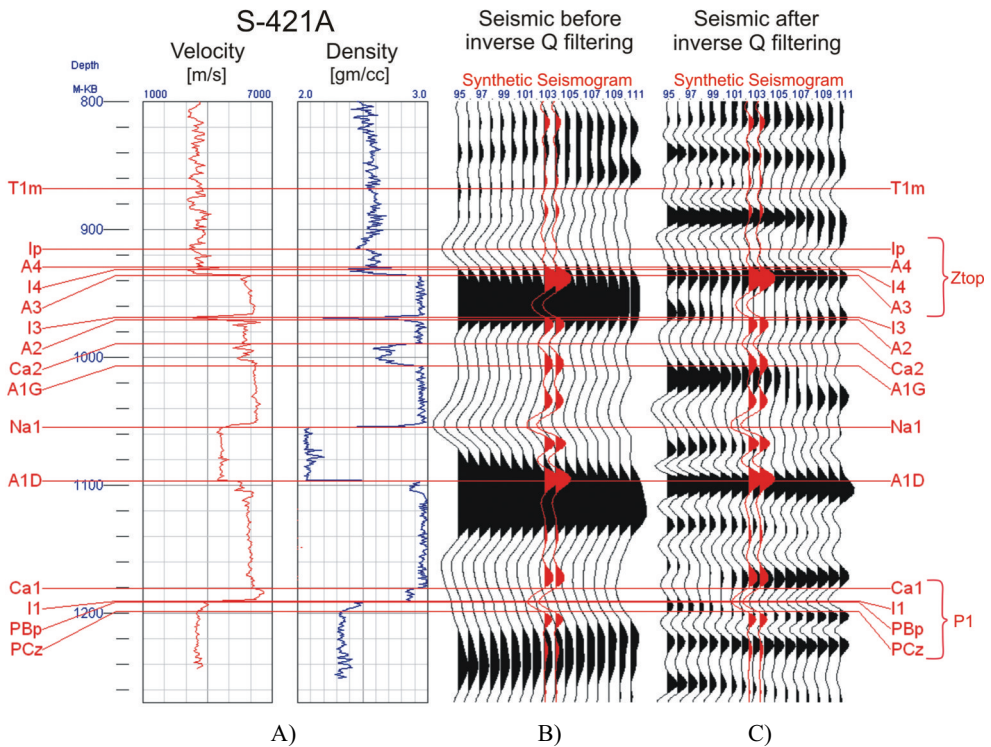 S-421A
Velocity
[m/s]
Density
[gm/cc]
Seismic before
inverse Q filtering
Seismic after
inverse Q filtering
Synthetic Seismogram
Synthetic Seismogram
Depth
M-KB
1000 7000
2.0 3.0
95 97 99 101 103 105 107 109 111
95 97 99 101 103 105 107 109 111
800
900
1000
1100
1200
T1m
Ip
A4
I4
A3
I3
A2
Ca2
A1G
Na1
A1D
Ca1
I1
PBp
PCz
T1m
Ip
A4
I4
A3
I3
A2
Ca2
A1G
Na1
A1D
Ca1
I1
PBp
PCz
Ztop
P1
A)
B)
C)